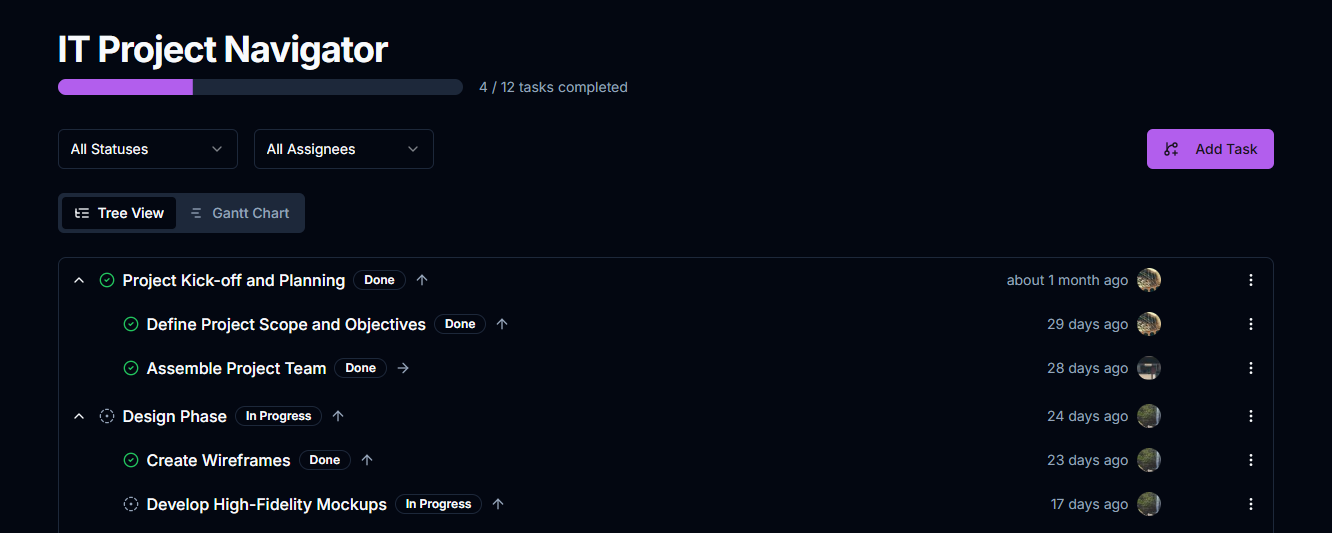 IT Project Navigator
4 / 12 tasks completed
All Statuses All Assignees Add Task
Tree View Gantt Chart
Project Kick-off and Planning Done about 1 month ago
Define Project Scope and Objectives Done 29 days ago
Assemble Project Team Done 28 days ago
Design Phase In Progress 24 days ago
Create Wireframes Done 23 days ago
Develop High-Fidelity Mockups In Progress 17 days ago